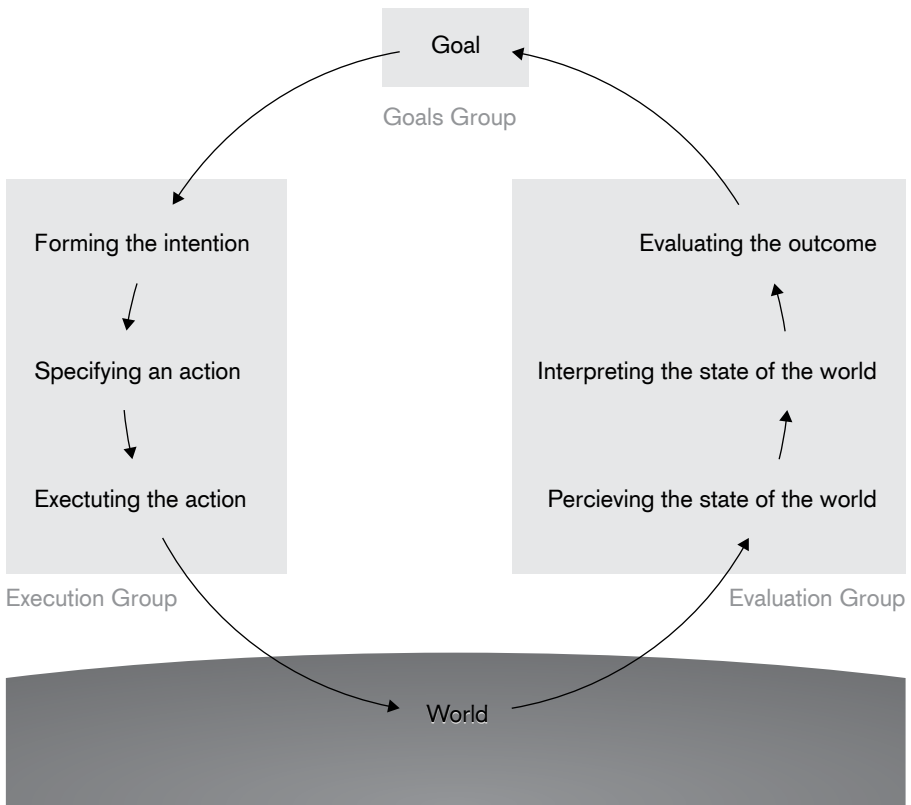 Goal
Goals Group
Forming the intention
Specifying an action
Exectuting the action
Execution Group
Evaluating the outcome
Interpreting the state of the world
Percieving the state of the world
Evaluation Group
World